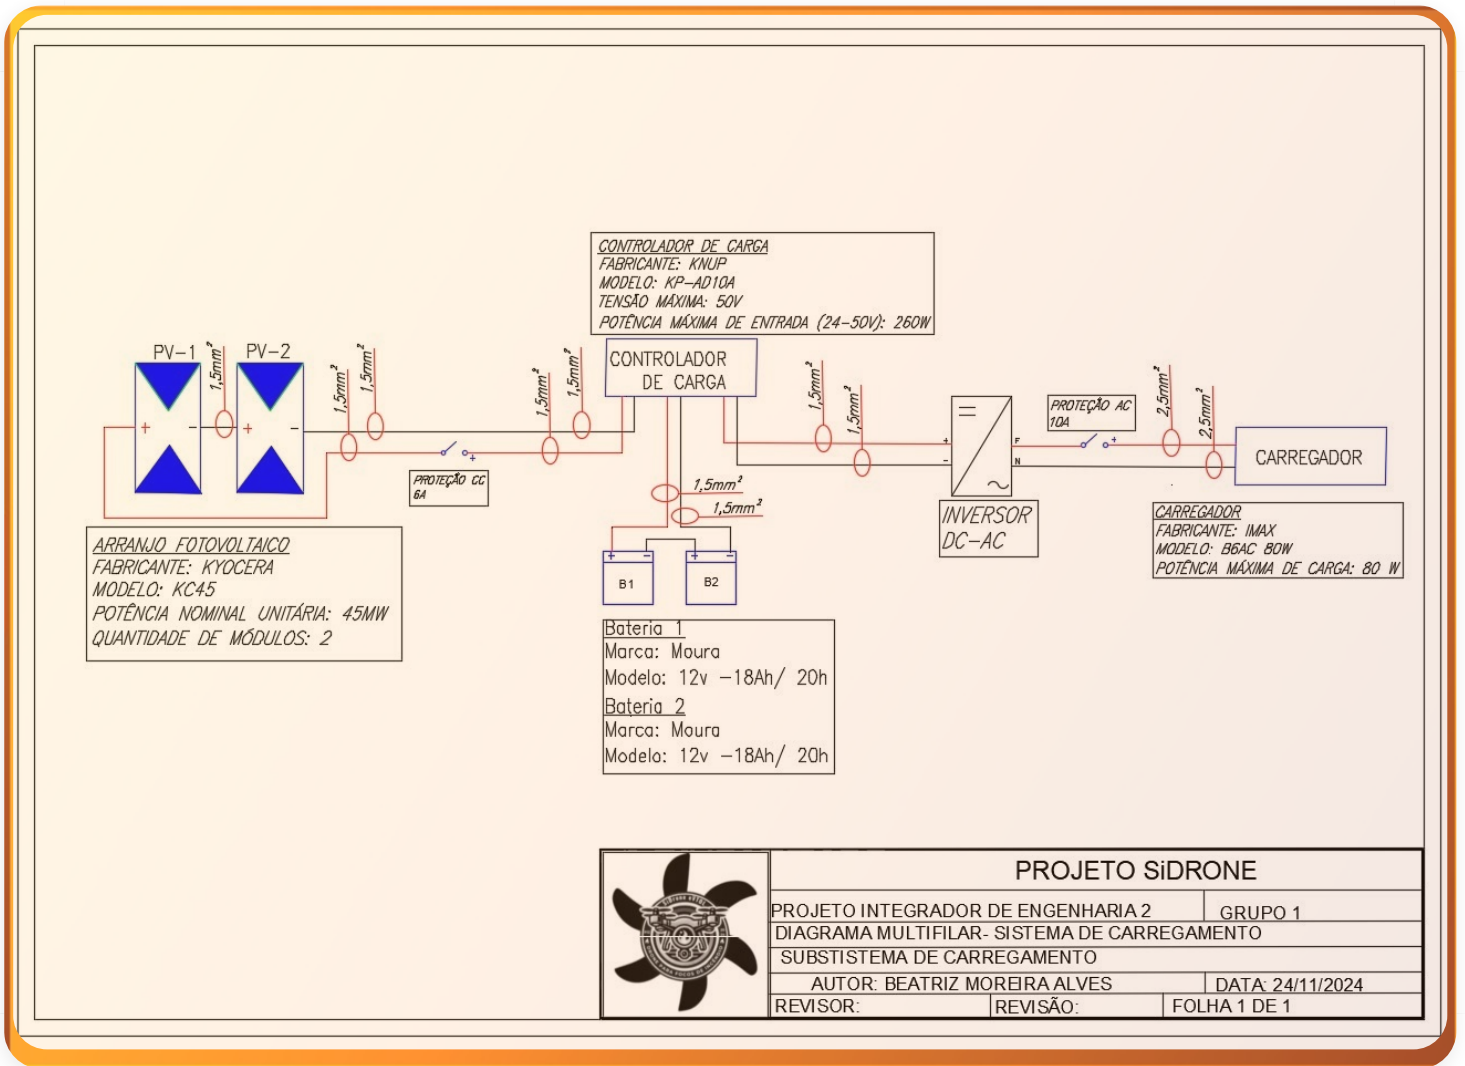 CONTROLADOR DE CARGA
FABRICANTE: KNUP
MODELO: KP-AD10A
TENSÃO MÁXIMA: 50V
POTÊNCIA MÁXIMA DE ENTRADA (24-50V): 260W
PV-1
PV-2
1,5mm²
1,5mm²
1,5mm²
1,5mm²
1,5mm²
CONTROLADOR
DE CARGA
1,5mm²
1,5mm²
PROTEÇÃO AC
10A
2,5mm²
2,5mm²
+
-
+
-
+
PROTEÇÃO CC
6A
+
-
F
N
+
CARREGADOR
1,5mm²
1,5mm²
INVERSOR
DC-AC
CARREGADOR
FABRICANTE: IMAX
MODELO: B6AC 80W
POTÊNCIA MÁXIMA DE CARGA: 80 W
ARRANJO FOTOVOLTAICO
FABRICANTE: KYOCERA
MODELO: KC45
POTÊNCIA NOMINAL UNITÁRIA: 45MW
QUANTIDADE DE MÓDULOS: 2
+ -
+ -
B1
B2
Bateria 1
Marca: Moura
Modelo: 12v -18Ah/ 20h
Bateria 2
Marca: Moura
Modelo: 12v -18Ah/ 20h
PROJETO SiDRONE
PROJETO INTEGRADOR DE ENGENHARIA 2
GRUPO 1
DIAGRAMA MULTIFILAR- SISTEMA DE CARREGAMENTO
SUBSTISTEMA DE CARREGAMENTO
AUTOR: BEATRIZ MOREIRA ALVES
DATA: 24/11/2024
REVISOR:
REVISÃO:
FOLHA 1 DE 1